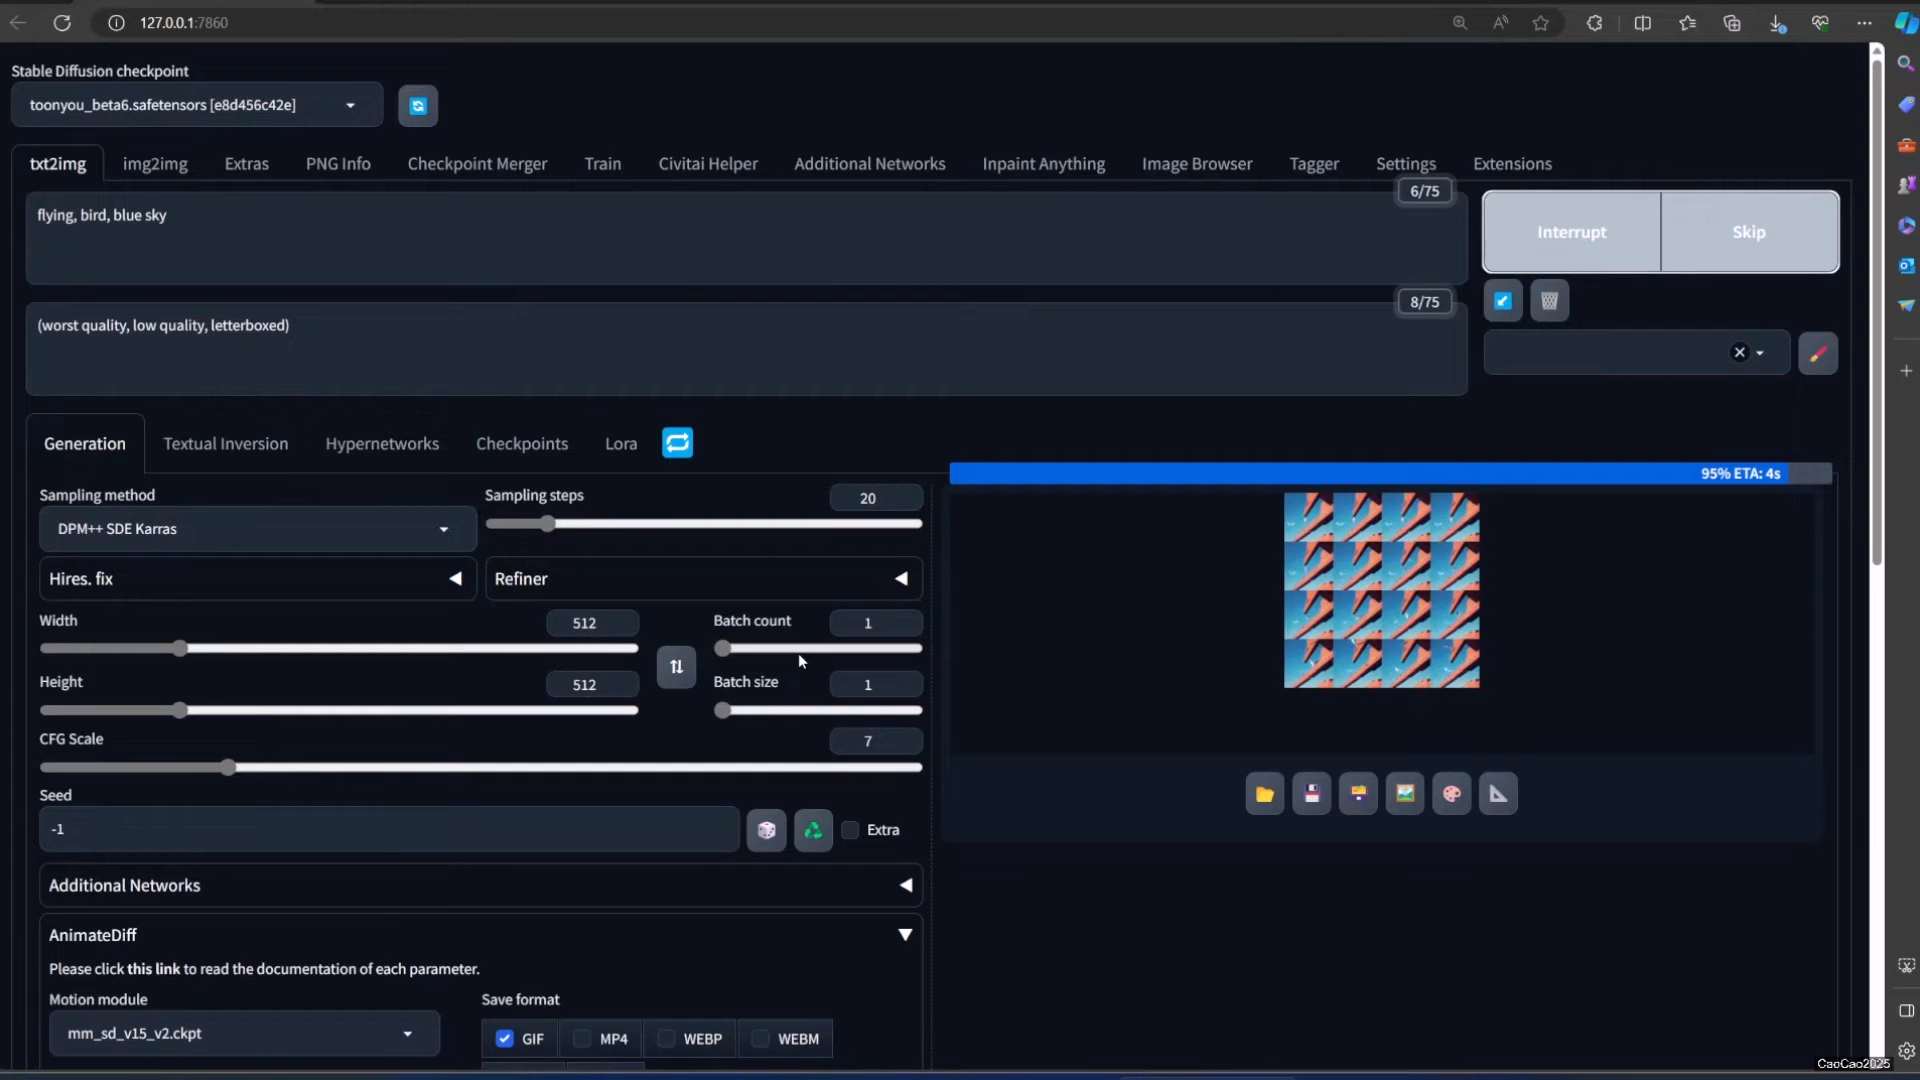 127.0.0.1:7860
Stable Diffusion checkpoint
toonyou_beta6.safetensors [e8d456c42e]
txt2img img2img Extras PNG Info Checkpoint Merger Train Civitai Helper Additional Networks Inpaint Anything Image Browser Tagger Settings Extensions
6/75
flying, bird, blue sky
Interrupt Skip
8/75
(worst quality, low quality, letterboxed)
Generation Textual Inversion Hypernetworks Checkpoints Lora
95% ETA: 4s
Sampling method
DPM++ SDE Karras
Sampling steps 20
Hires. fix
Refiner
Width 512
Batch count 1
Height 512
Batch size 1
CFG Scale 7
Seed
-1
Extra
Additional Networks
AnimateDiff
Please click this link to read the documentation of each parameter.
Motion module
mm_sd_v15_v2.ckpt
Save format
GIF MP4 WEBP WEBM
CaoCao2025